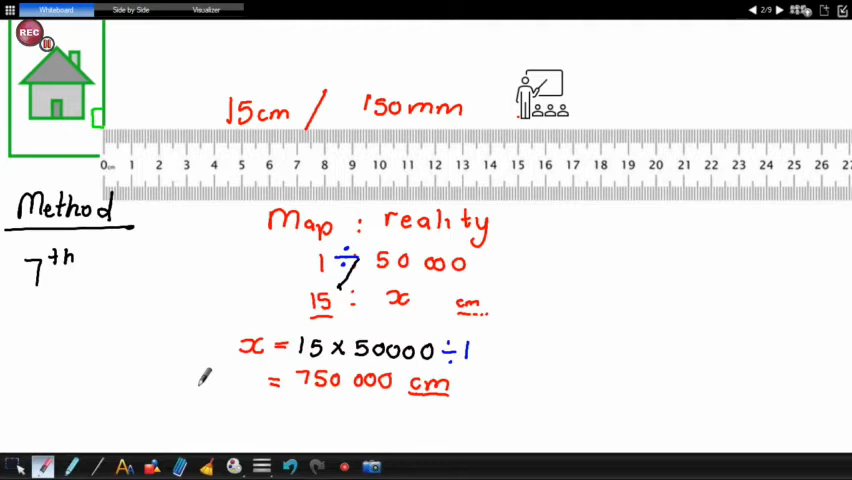 Whiteboard Side by Side Visualizer 2/9
REC
15cm / 150mm
0cm 1 2 3 4 5 6 7 8 9 10 11 12 13 14 15 16 17 18 19 20 21 22 23 24 25 26 27
Method
7th
Map : reality
1 ÷ 50 000
15 : x cm
x = 15 x 50000 ÷ 1
= 750 000 cm